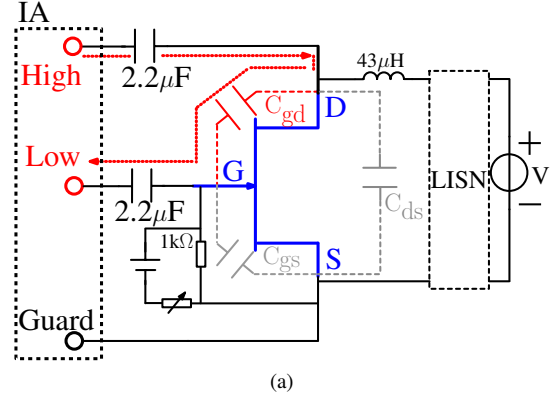 IA
High
2.2μF
43μH
D
C_gd
Low
G
LISN
V
+
−
2.2μF
C_ds
1kΩ
C_gs
S
Guard
(a)